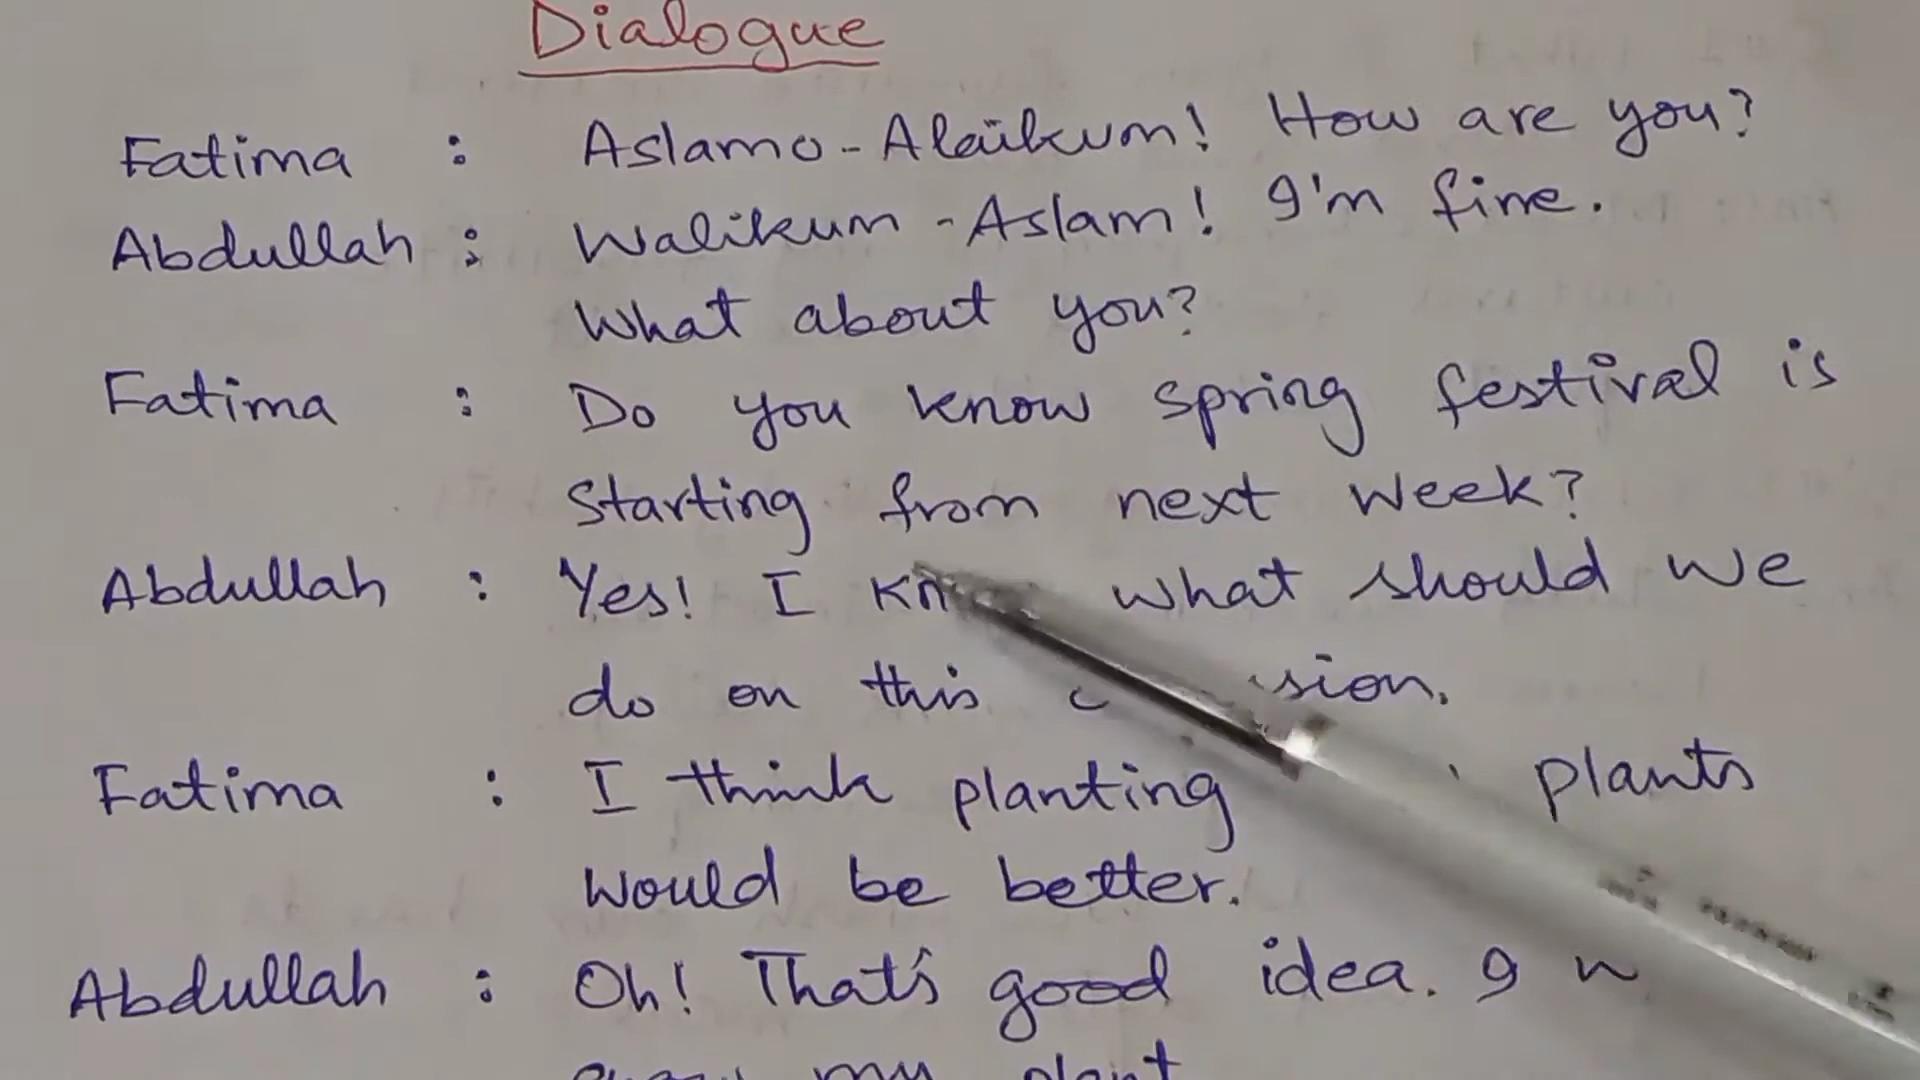 Dialogue
Fatima : Aslamo-Alaikum! How are you?
Abdullah : Walikum-Aslam! I'm fine.
What about you?
Fatima : Do you know spring festival is
starting from next week?
Abdullah : Yes! I what should we
do on this
Fatima : I think planting plants
would be better.
Abdullah : Oh! That's good idea. I
my plant